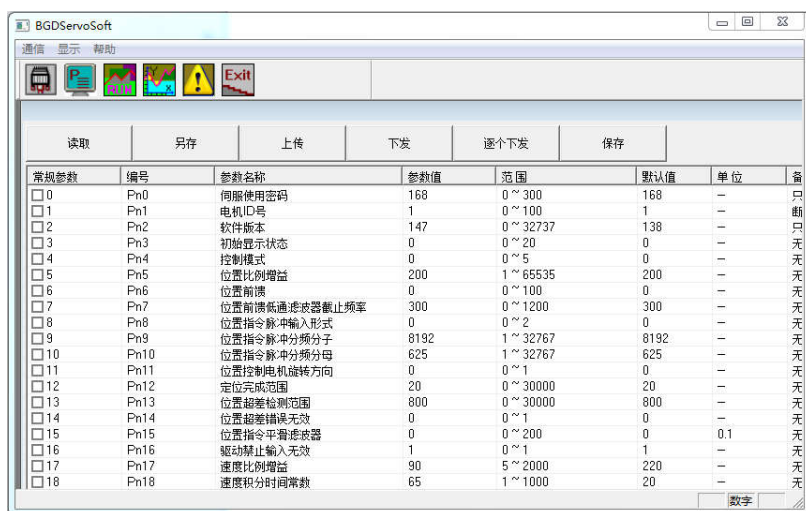 BGDServoSoft
通信 显示 帮助
P AUX Y X ! Exit
读取 另存 上传 下发 逐个下发 保存
常规参数 编号 参数名称 参数值 范围 默认值 单位 备
0 Pn0 伺服使用密码 168 0 ~ 300 168 — 只
1 Pn1 电机ID号 1 0 ~ 100 1 — 断
2 Pn2 软件版本 147 0 ~ 32737 138 — 只
3 Pn3 初始显示状态 0 0 ~ 20 0 — 无
4 Pn4 控制模式 0 0 ~ 5 0 — 无
5 Pn5 位置比例增益 200 1 ~ 65535 200 — 无
6 Pn6 位置前馈 0 0 ~ 100 0 — 无
7 Pn7 位置前馈低通滤波器截止频率 300 0 ~ 1200 300 — 无
8 Pn8 位置指令脉冲输入形式 0 0 ~ 2 0 — 无
9 Pn9 位置指令脉冲分频分子 8192 1 ~ 32767 8192 — 无
10 Pn10 位置指令脉冲分频分母 625 1 ~ 32767 625 — 无
11 Pn11 位置控制电机旋转方向 0 0 ~ 1 0 — 无
12 Pn12 定位完成范围 20 0 ~ 30000 20 — 无
13 Pn13 位置超差检测范围 800 0 ~ 30000 800 — 无
14 Pn14 位置超差错误无效 0 0 ~ 1 0 — 无
15 Pn15 位置指令平滑滤波器 0 0 ~ 200 0 0.1 无
16 Pn16 驱动禁止输入无效 1 0 ~ 1 1 — 无
17 Pn17 速度比例增益 90 5 ~ 2000 220 — 无
18 Pn18 速度积分时间常数 65 1 ~ 1000 20 — 无
数字